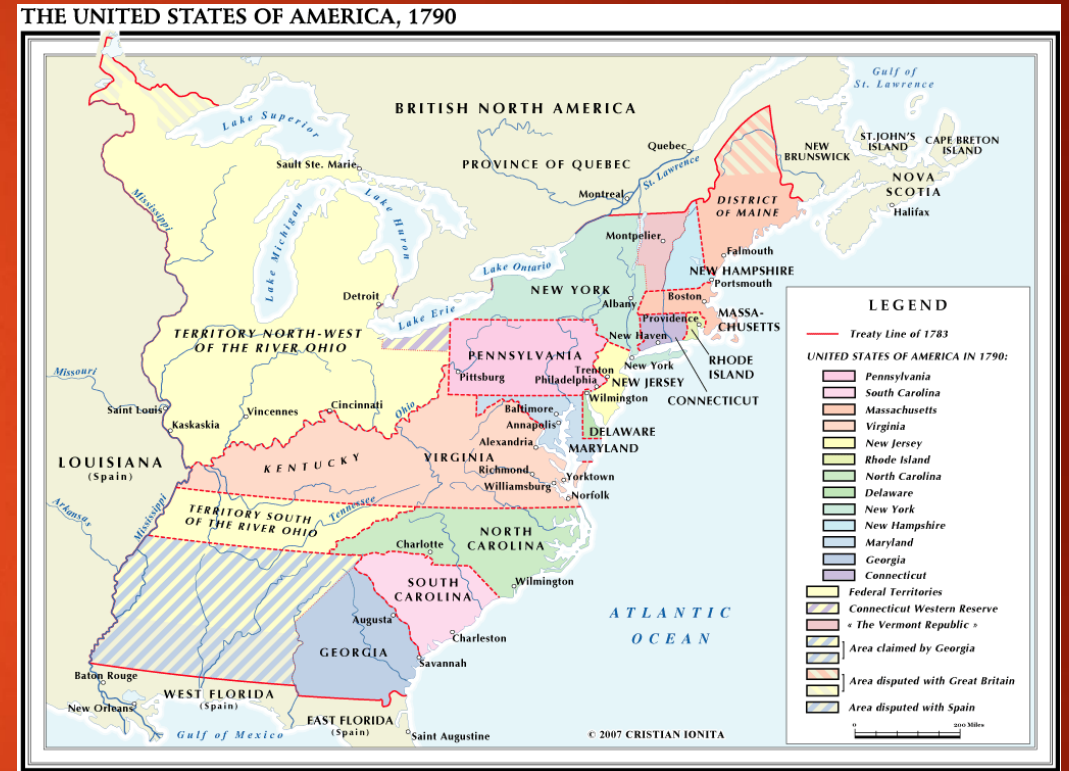 THE UNITED STATES OF AMERICA, 1790
Gulf of
St. Lawrence
BRITISH NORTH AMERICA
Lake Superior
ST.JOHN'S
ISLAND
CAPE BRETON
ISLAND
Quebec
NEW
BRUNSWICK
Sault Ste. Marie
PROVINCE OF QUEBEC
St. Lawrence
NOVA
SCOTIA
Montreal
Mississippi
Lake Michigan
Lake Huron
DISTRICT
OF MAINE
Halifax
Montpelier
Falmouth
Lake Ontario
NEW HAMPSHIRE
Portsmouth
Detroit
NEW YORK
Albany
Boston
MASSA-
CHUSETTS
Lake Erie
Providence
TERRITORY NORTH-WEST
OF THE RIVER OHIO
New Haven
PENNSYLVANIA
New York
RHODE
ISLAND
Missouri
Pittsburg
Trenton
Philadelphia
NEW JERSEY
CONNECTICUT
Saint Louis
Vincennes
Cincinnati
Ohio
Wilmington
Baltimore
Annapolis
Kaskaskia
DELAWARE
Alexandria
MARYLAND
LOUISIANA
(Spain)
KENTUCKY
VIRGINIA
Richmond
Yorktown
Williamsburg
Norfolk
Arkansas
Mississippi
Tennessee
TERRITORY SOUTH
OF THE RIVER OHIO
Charlotte
NORTH
CAROLINA
SOUTH
CAROLINA
Wilmington
ATLANTIC
OCEAN
Augusta
Charleston
GEORGIA
Savannah
Baton Rouge
WEST FLORIDA
(Spain)
New Orleans
EAST FLORIDA
(Spain)
Gulf of Mexico
Saint Augustine
© 2007 CRISTIAN IONITA
LEGEND
Treaty Line of 1783
UNITED STATES OF AMERICA IN 1790:
Pennsylvania
South Carolina
Massachusetts
Virginia
New Jersey
Rhode Island
North Carolina
Delaware
New York
New Hampshire
Maryland
Georgia
Connecticut
Federal Territories
Connecticut Western Reserve
« The Vermont Republic »
Area claimed by Georgia
Area disputed with Great Britain
Area disputed with Spain
0 200 Miles